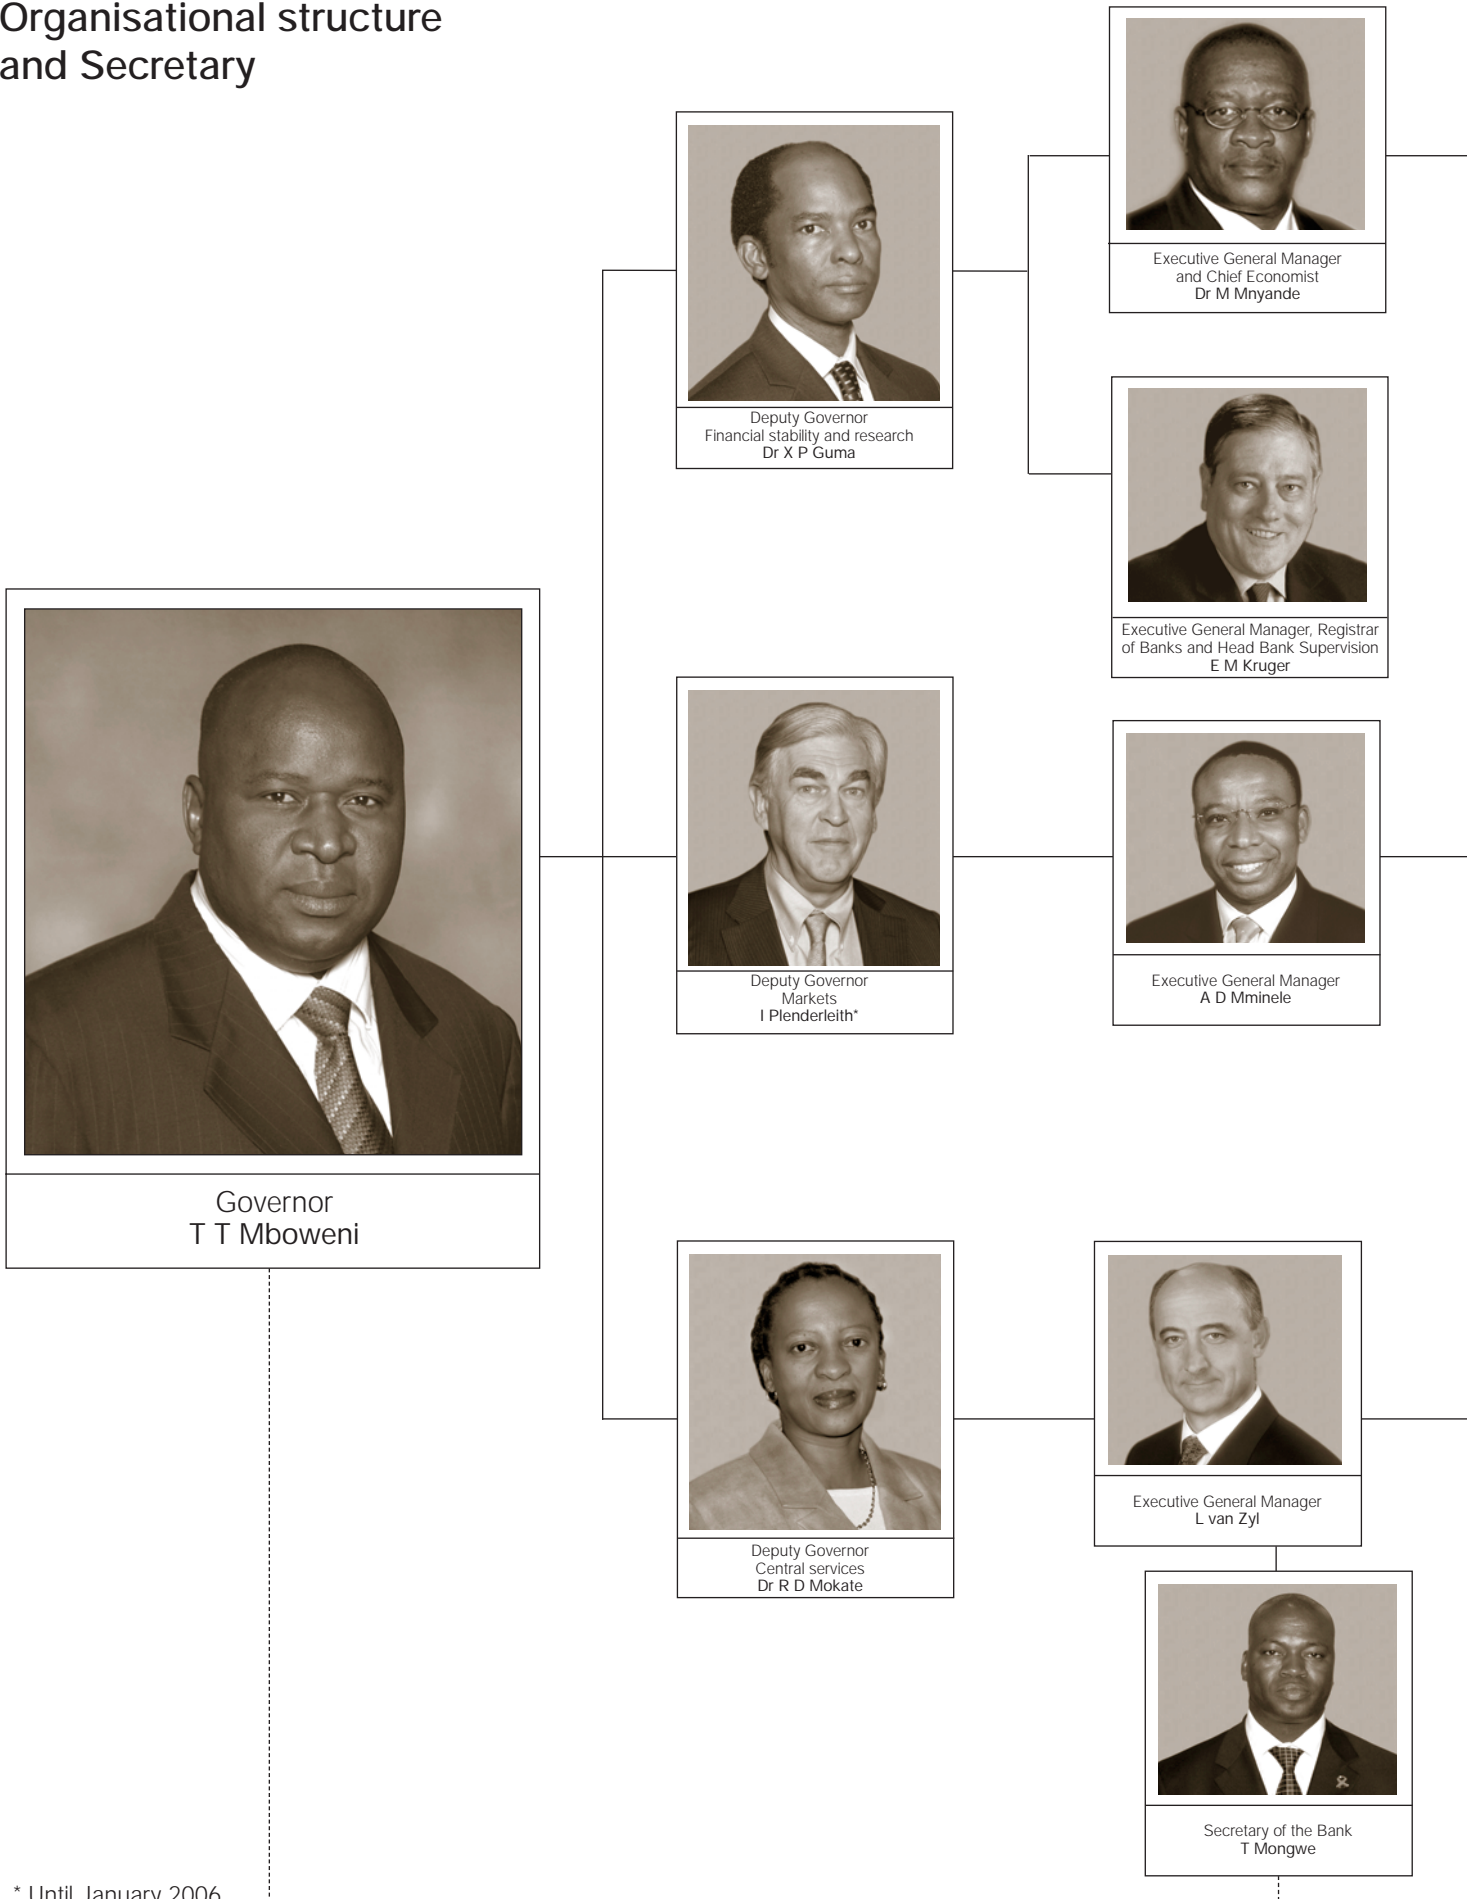 Organisational structure
and Secretary
Executive General Manager
and Chief Economist
Dr M Mnyande
Deputy Governor
Financial stability and research
Dr X P Guma
Executive General Manager, Registrar
of Banks and Head Bank Supervision
E M Kruger
Governor
T T Mboweni
Deputy Governor
Markets
I Plenderleith*
Executive General Manager
A D Mminele
Deputy Governor
Central services
Dr R D Mokate
Executive General Manager
L van Zyl
Secretary of the Bank
T Mongwe
* Until January 2006